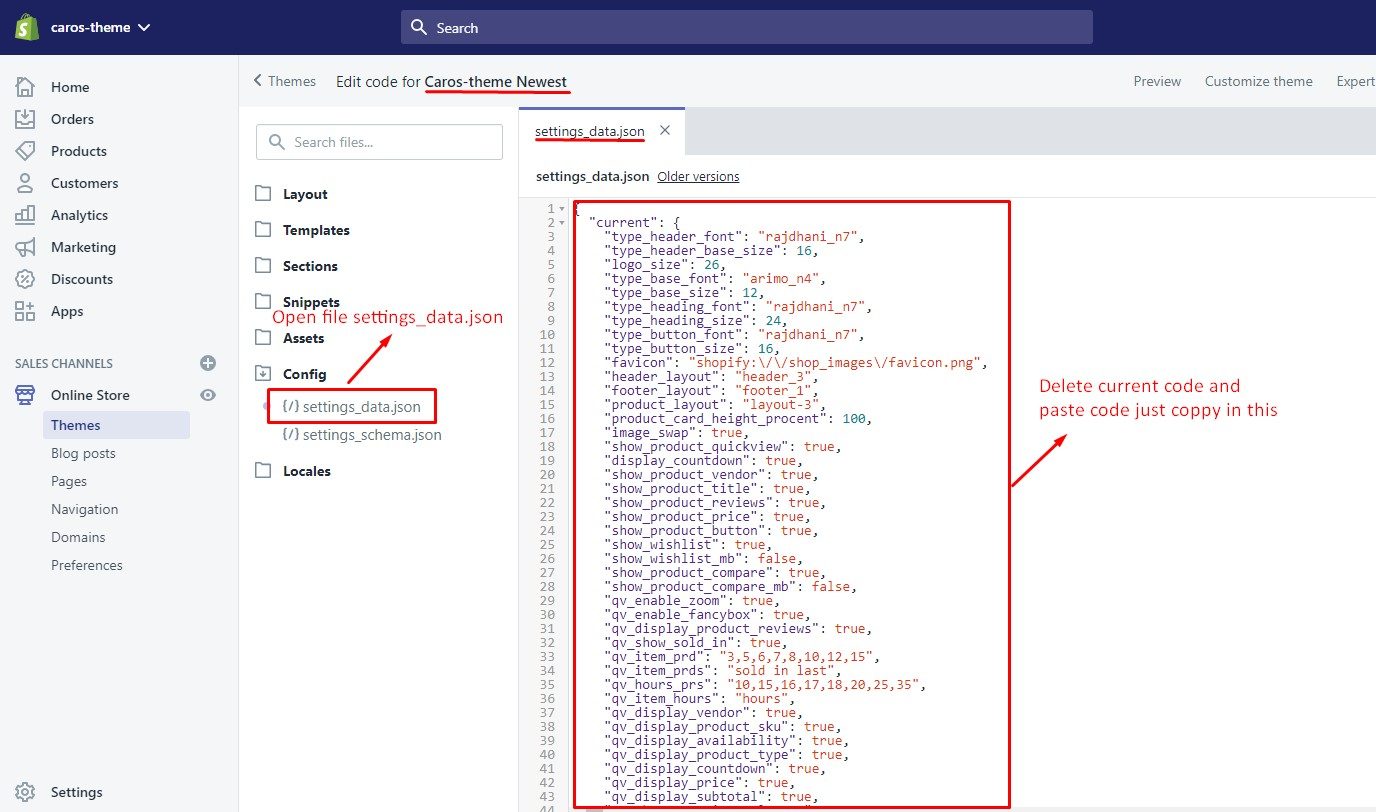 caros-theme
Search
Home
Orders
Products
Customers
Analytics
Marketing
Discounts
Apps
SALES CHANNELS
Online Store
Themes
Blog posts
Pages
Navigation
Domains
Preferences
Settings
Themes
Edit code for Caros-theme Newest
Preview
Customize theme
Expert
Search files...
Layout
Templates
Sections
Snippets
Open file settings_data.json
Assets
Config
{/} settings_data.json
{/} settings_schema.json
Locales
settings_data.json
settings_data.json Older versions
1 {
2 "current": {
3 "type_header_font": "rajdhani_n7",
4 "type_header_base_size": 16,
5 "logo_size": 26,
6 "type_base_font": "arimo_n4",
7 "type_base_size": 12,
8 "type_heading_font": "rajdhani_n7",
9 "type_heading_size": 24,
10 "type_button_font": "rajdhani_n7",
11 "type_button_size": 16,
12 "favicon": "shopify:\/\/shop_images\/favicon.png",
13 "header_layout": "header_3",
14 "footer_layout": "footer_1",
15 "product_layout": "layout-3",
16 "product_card_height_procent": 100,
17 "image_swap": true,
18 "show_product_quickview": true,
19 "display_countdown": true,
20 "show_product_vendor": true,
21 "show_product_title": true,
22 "show_product_reviews": true,
23 "show_product_price": true,
24 "show_product_button": true,
25 "show_wishlist": true,
26 "show_wishlist_mb": false,
27 "show_product_compare": true,
28 "show_product_compare_mb": false,
29 "qv_enable_zoom": true,
30 "qv_enable_fancybox": true,
31 "qv_display_product_reviews": true,
32 "qv_show_sold_in": true,
33 "qv_item_prd": "3,5,6,7,8,10,12,15",
34 "qv_item_prds": "sold in last",
35 "qv_hours_prs": "10,15,16,17,18,20,25,35",
36 "qv_item_hours": "hours",
37 "qv_display_vendor": true,
38 "qv_display_product_sku": true,
39 "qv_display_availability": true,
40 "qv_display_product_type": true,
41 "qv_display_countdown": true,
42 "qv_display_price": true,
43 "qv_display_subtotal": true,
44
Delete current code and
paste code just coppy in this